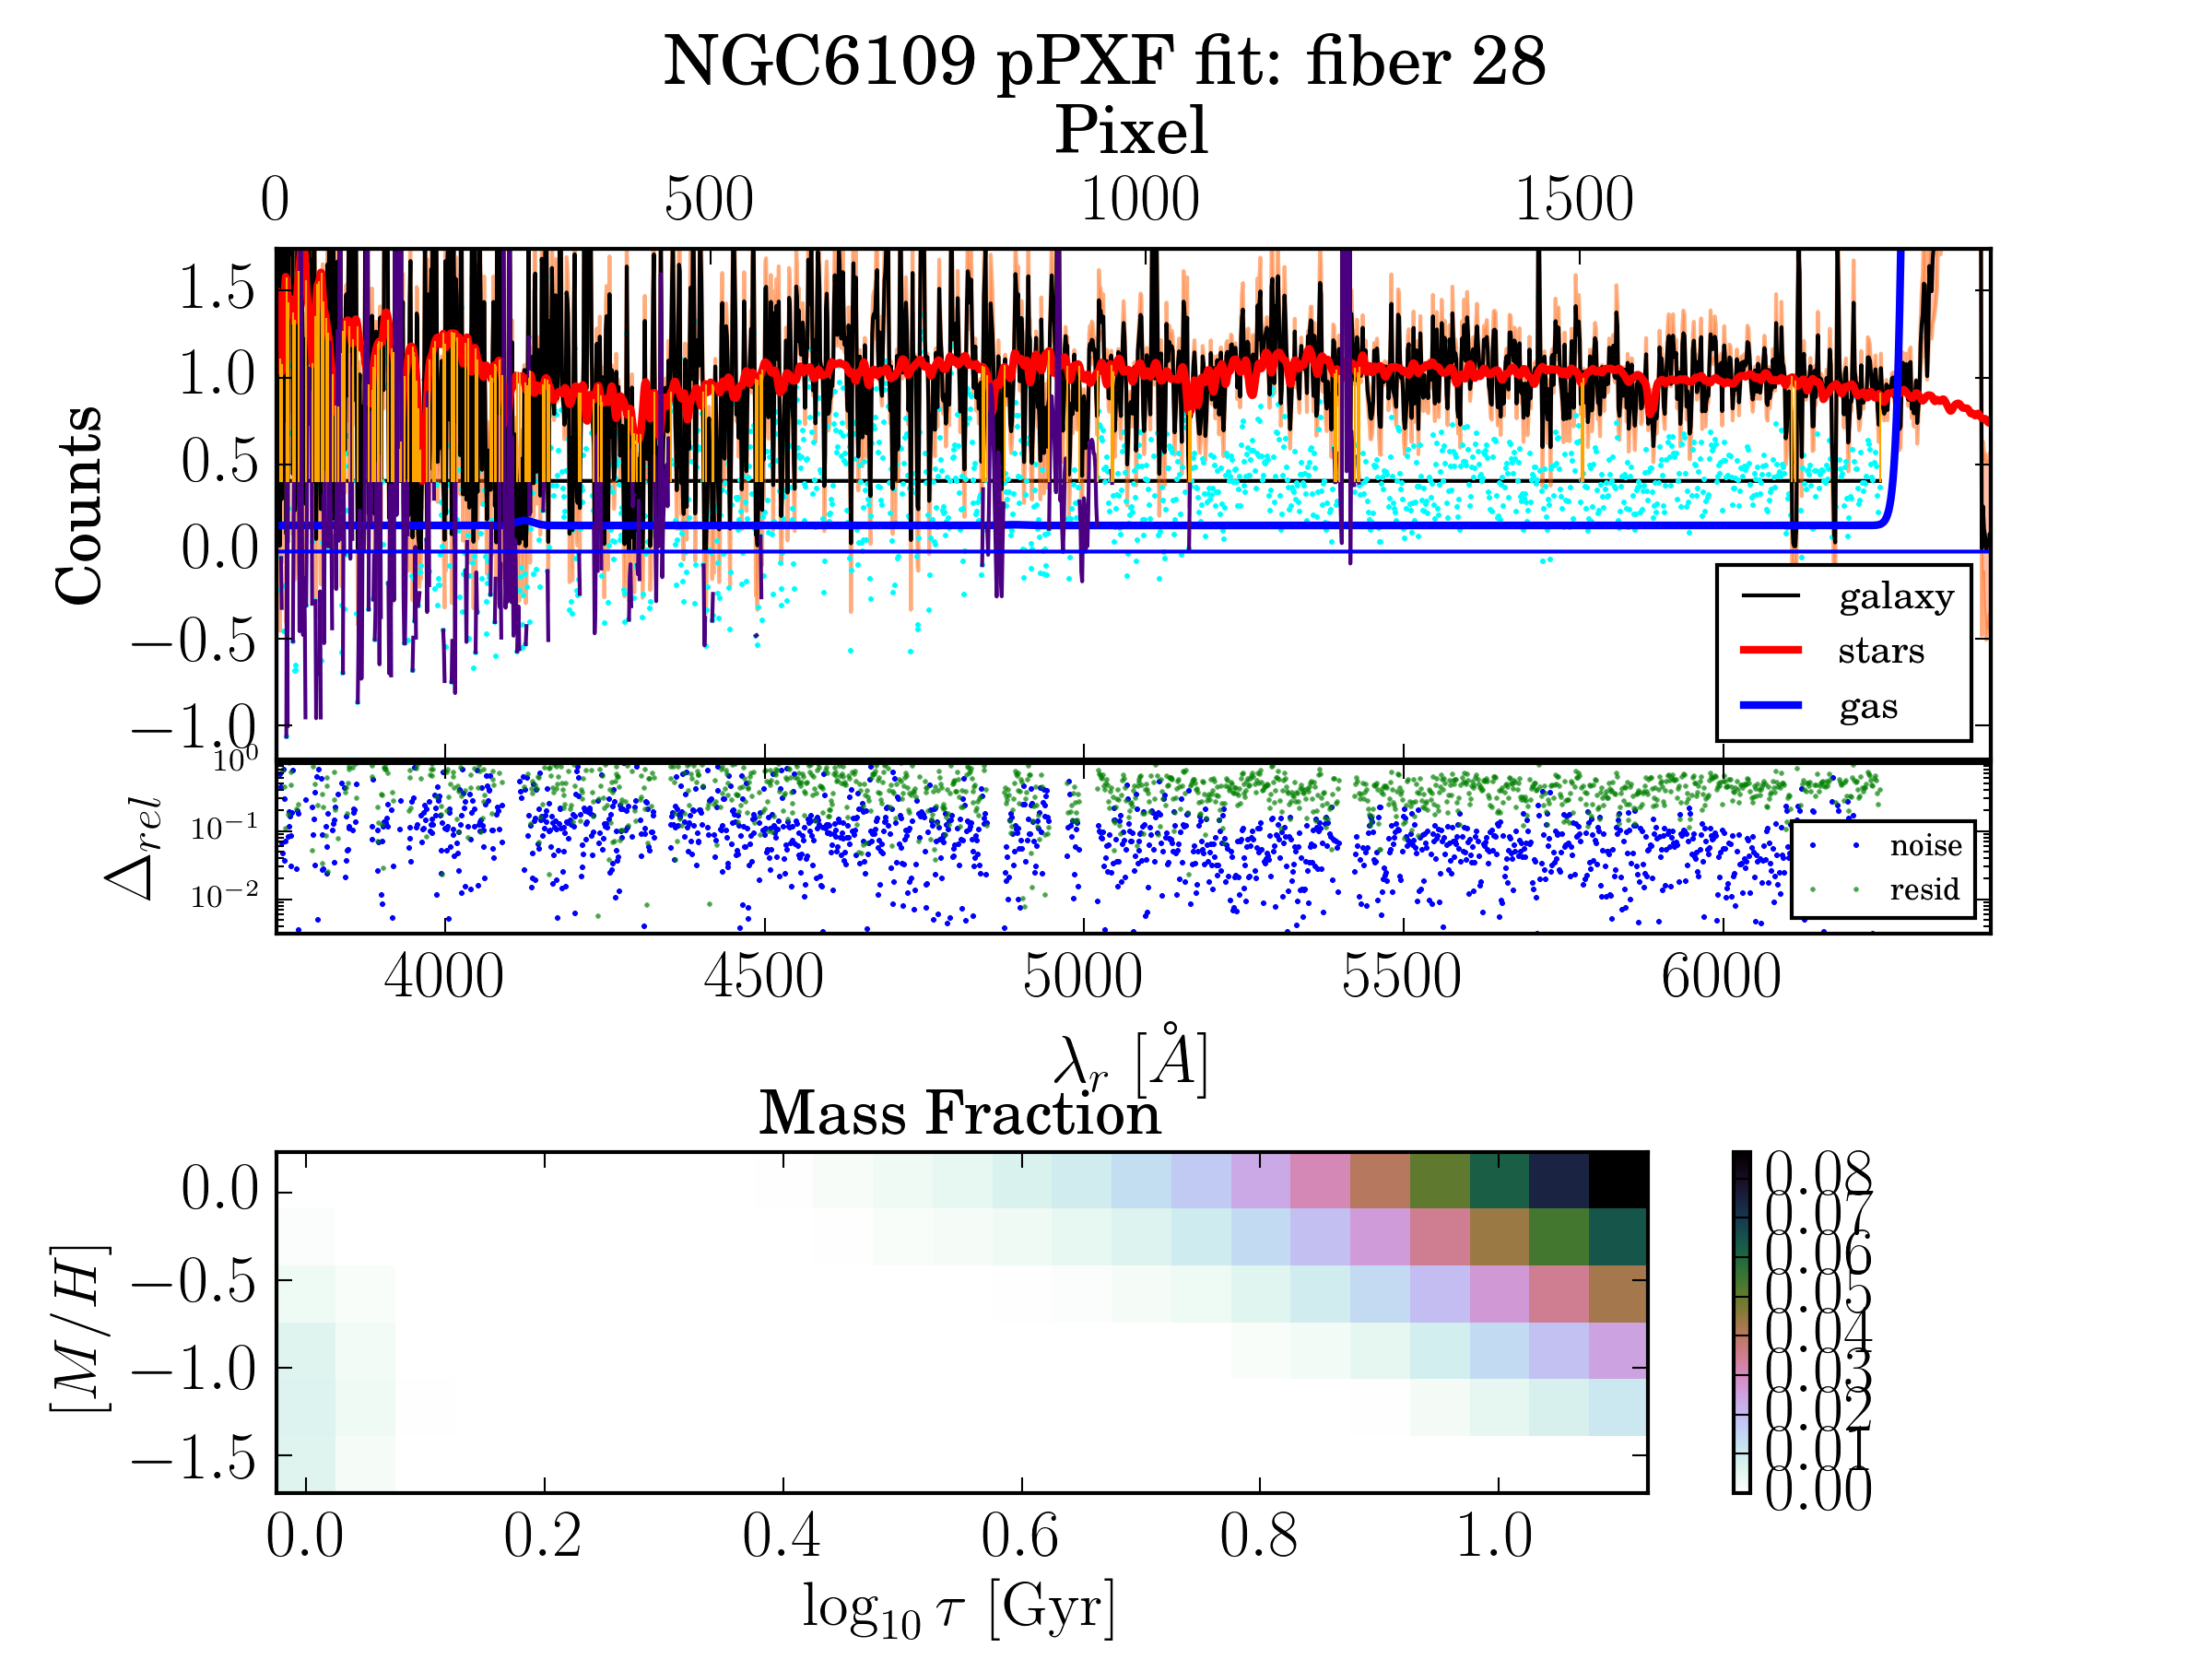 NGC6109 pPXF fit: fiber 28
Pixel
0 500 1000 1500
1.5
1.0
0.5
0.0
−0.5
−1.0
Counts
galaxy
stars
gas
10⁰
10⁻¹
10⁻²
Δrel
noise
resid
4000 4500 5000 5500 6000
λr [Å]
Mass Fraction
0.0
−0.5
−1.0
−1.5
[M/H]
0.08
0.07
0.06
0.05
0.04
0.03
0.02
0.01
0.00
0.0 0.2 0.4 0.6 0.8 1.0
log₁₀ τ [Gyr]